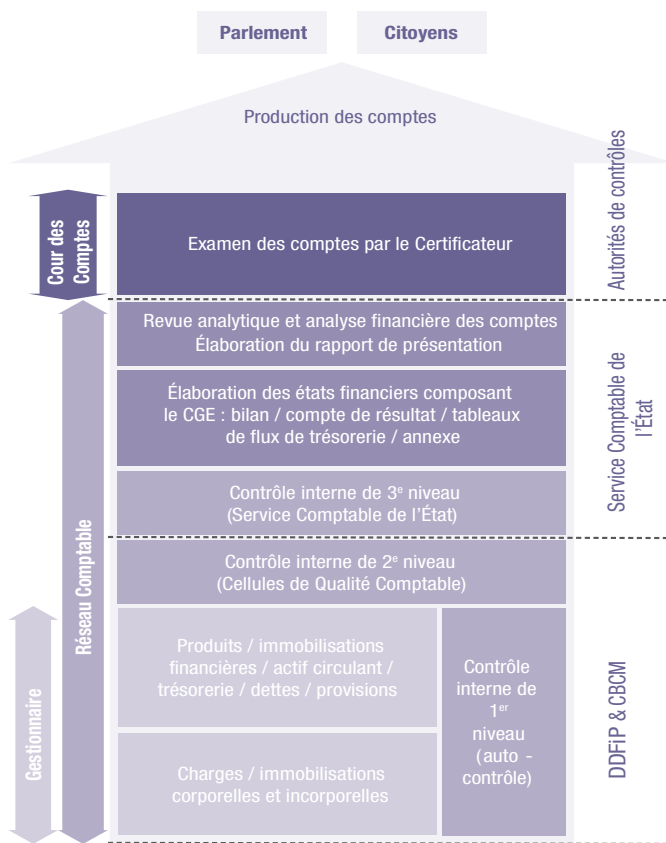 Parlement
Citoyens
Production des comptes
Cour des
Comptes
Examen des comptes par le Certificateur
Autorités de contrôles
Revue analytique et analyse financière des comptes
Élaboration du rapport de présentation
Élaboration des états financiers composant
le CGE : bilan / compte de résultat / tableaux
de flux de trésorerie / annexe
Contrôle interne de 3e niveau
(Service Comptable de l'État)
Service Comptable de
l'État
Réseau Comptable
Contrôle interne de 2e niveau
(Cellules de Qualité Comptable)
Gestionnaire
Produits / immobilisations
financières / actif circulant /
trésorerie / dettes / provisions
Charges / immobilisations
corporelles et incorporelles
Contrôle
interne de
1er
niveau
(auto -
contrôle)
DDFiP & CBCM